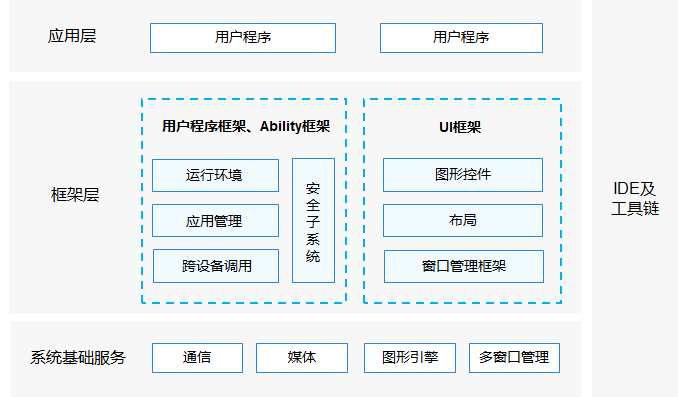 应用层
用户程序
用户程序
框架层
用户程序框架、Ability框架
运行环境
应用管理
跨设备调用
安
全
子
系
统
UI框架
图形控件
布局
窗口管理框架
系统基础服务
通信
媒体
图形引擎
多窗口管理
IDE及
工具链